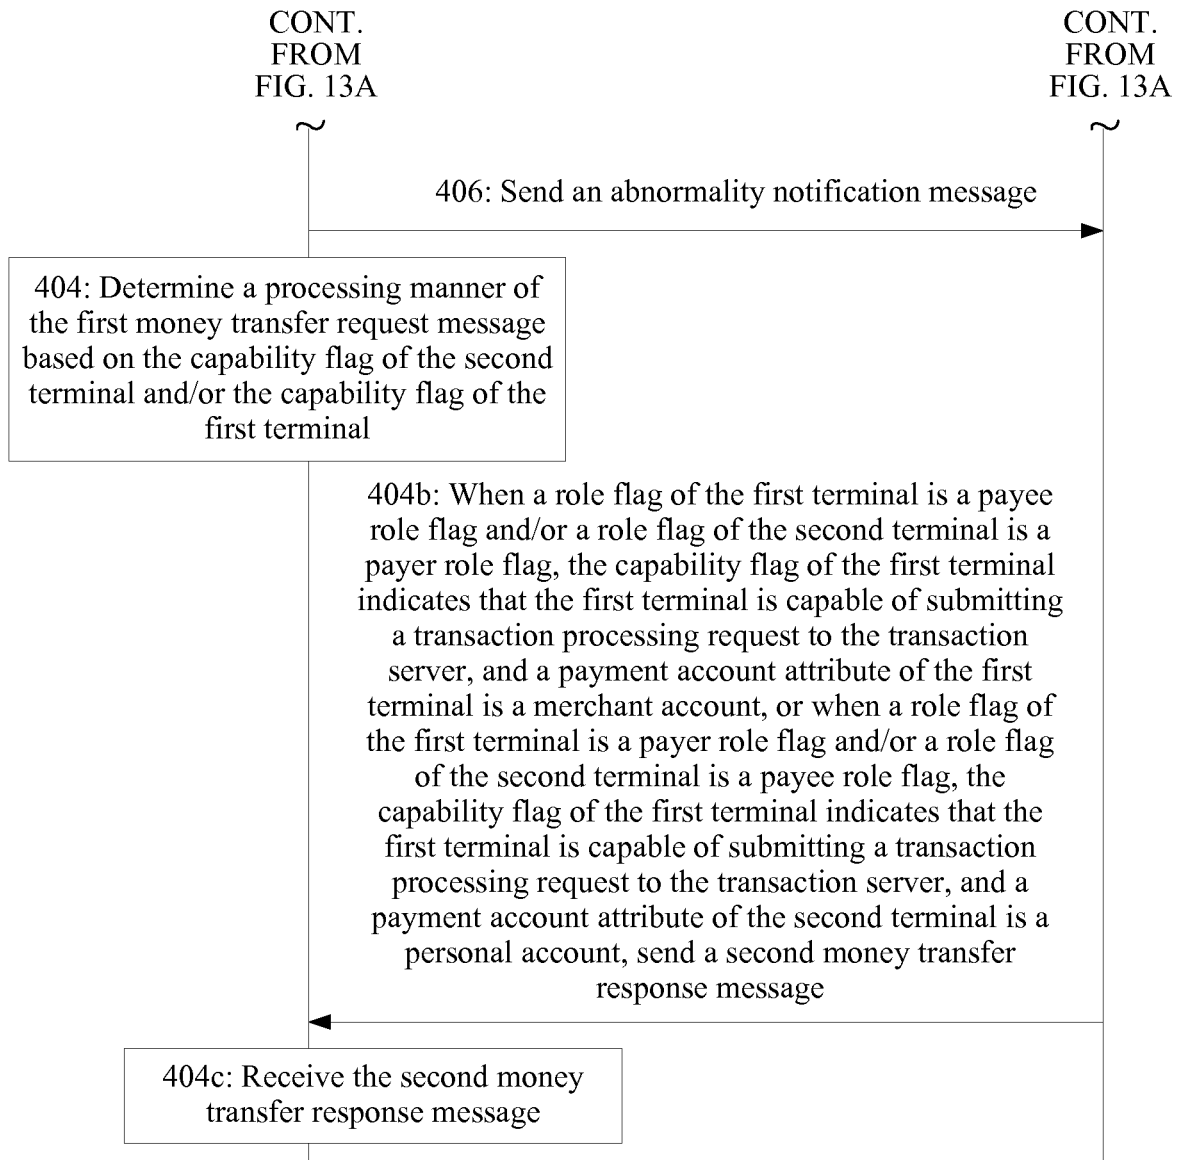 CONT.
FROM
FIG. 13A
CONT.
FROM
FIG. 13A
406: Send an abnormality notification message
404: Determine a processing manner of
the first money transfer request message
based on the capability flag of the second
terminal and/or the capability flag of the
first terminal
404b: When a role flag of the first terminal is a payee
role flag and/or a role flag of the second terminal is a
payer role flag, the capability flag of the first terminal
indicates that the first terminal is capable of submitting
a transaction processing request to the transaction
server, and a payment account attribute of the first
terminal is a merchant account, or when a role flag of
the first terminal is a payer role flag and/or a role flag
of the second terminal is a payee role flag, the
capability flag of the first terminal indicates that the
first terminal is capable of submitting a transaction
processing request to the transaction server, and a
payment account attribute of the second terminal is a
personal account, send a second money transfer
response message
404c: Receive the second money
transfer response message